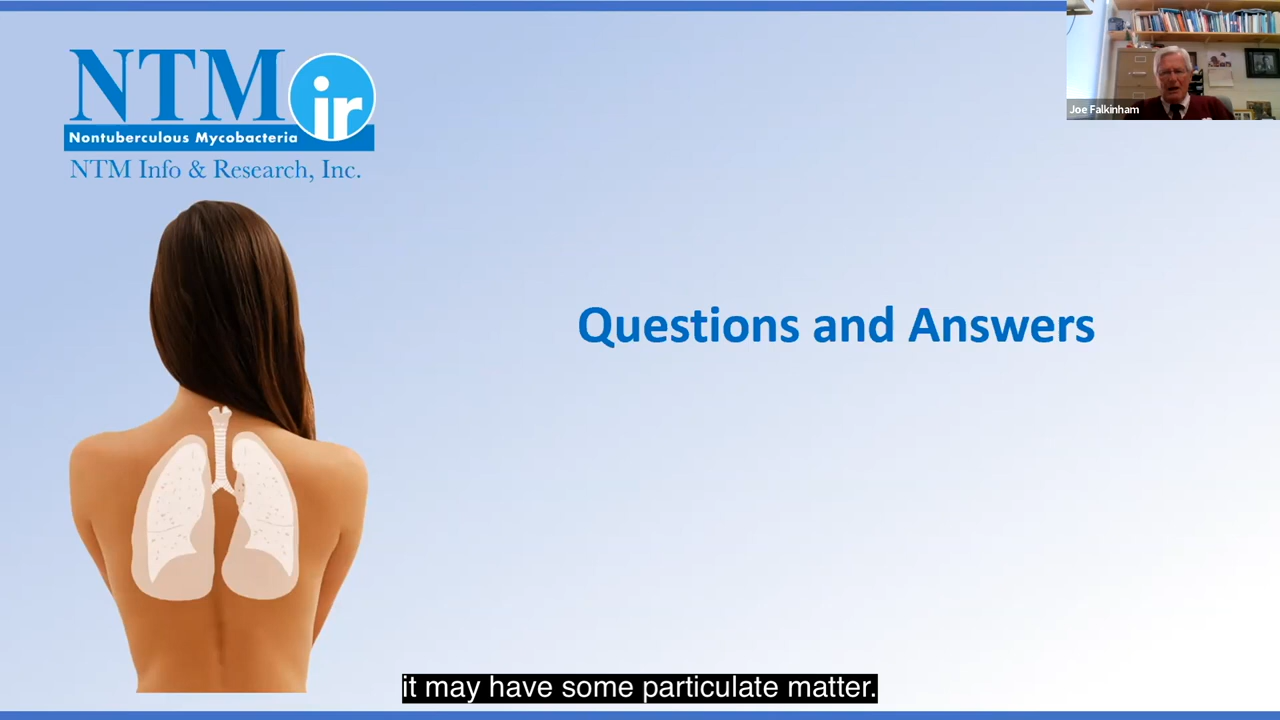 NTM
ir
Nontuberculous Mycobacteria
NTM Info & Research, Inc.
Joe Falkinham
Questions and Answers
it may have some particulate matter.